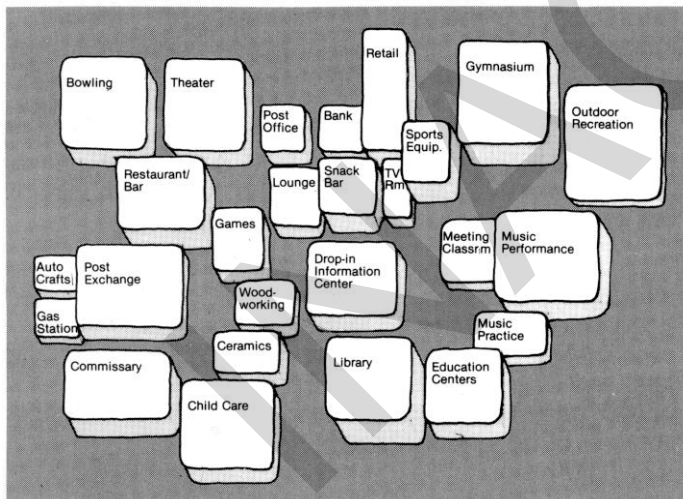 Retail
Gymnasium
Bowling
Theater
Post
Office
Bank
Outdoor
Recreation
Sports
Equip.
Restaurant/
Bar
Lounge
Snack
Bar
TV
Rm
Games
Meeting
Classrm
Music
Performance
Auto
Crafts
Post
Exchange
Drop-in
Information
Center
Wood-
working
Gas
Station
Music
Practice
Ceramics
Commissary
Library
Education
Centers
Child Care